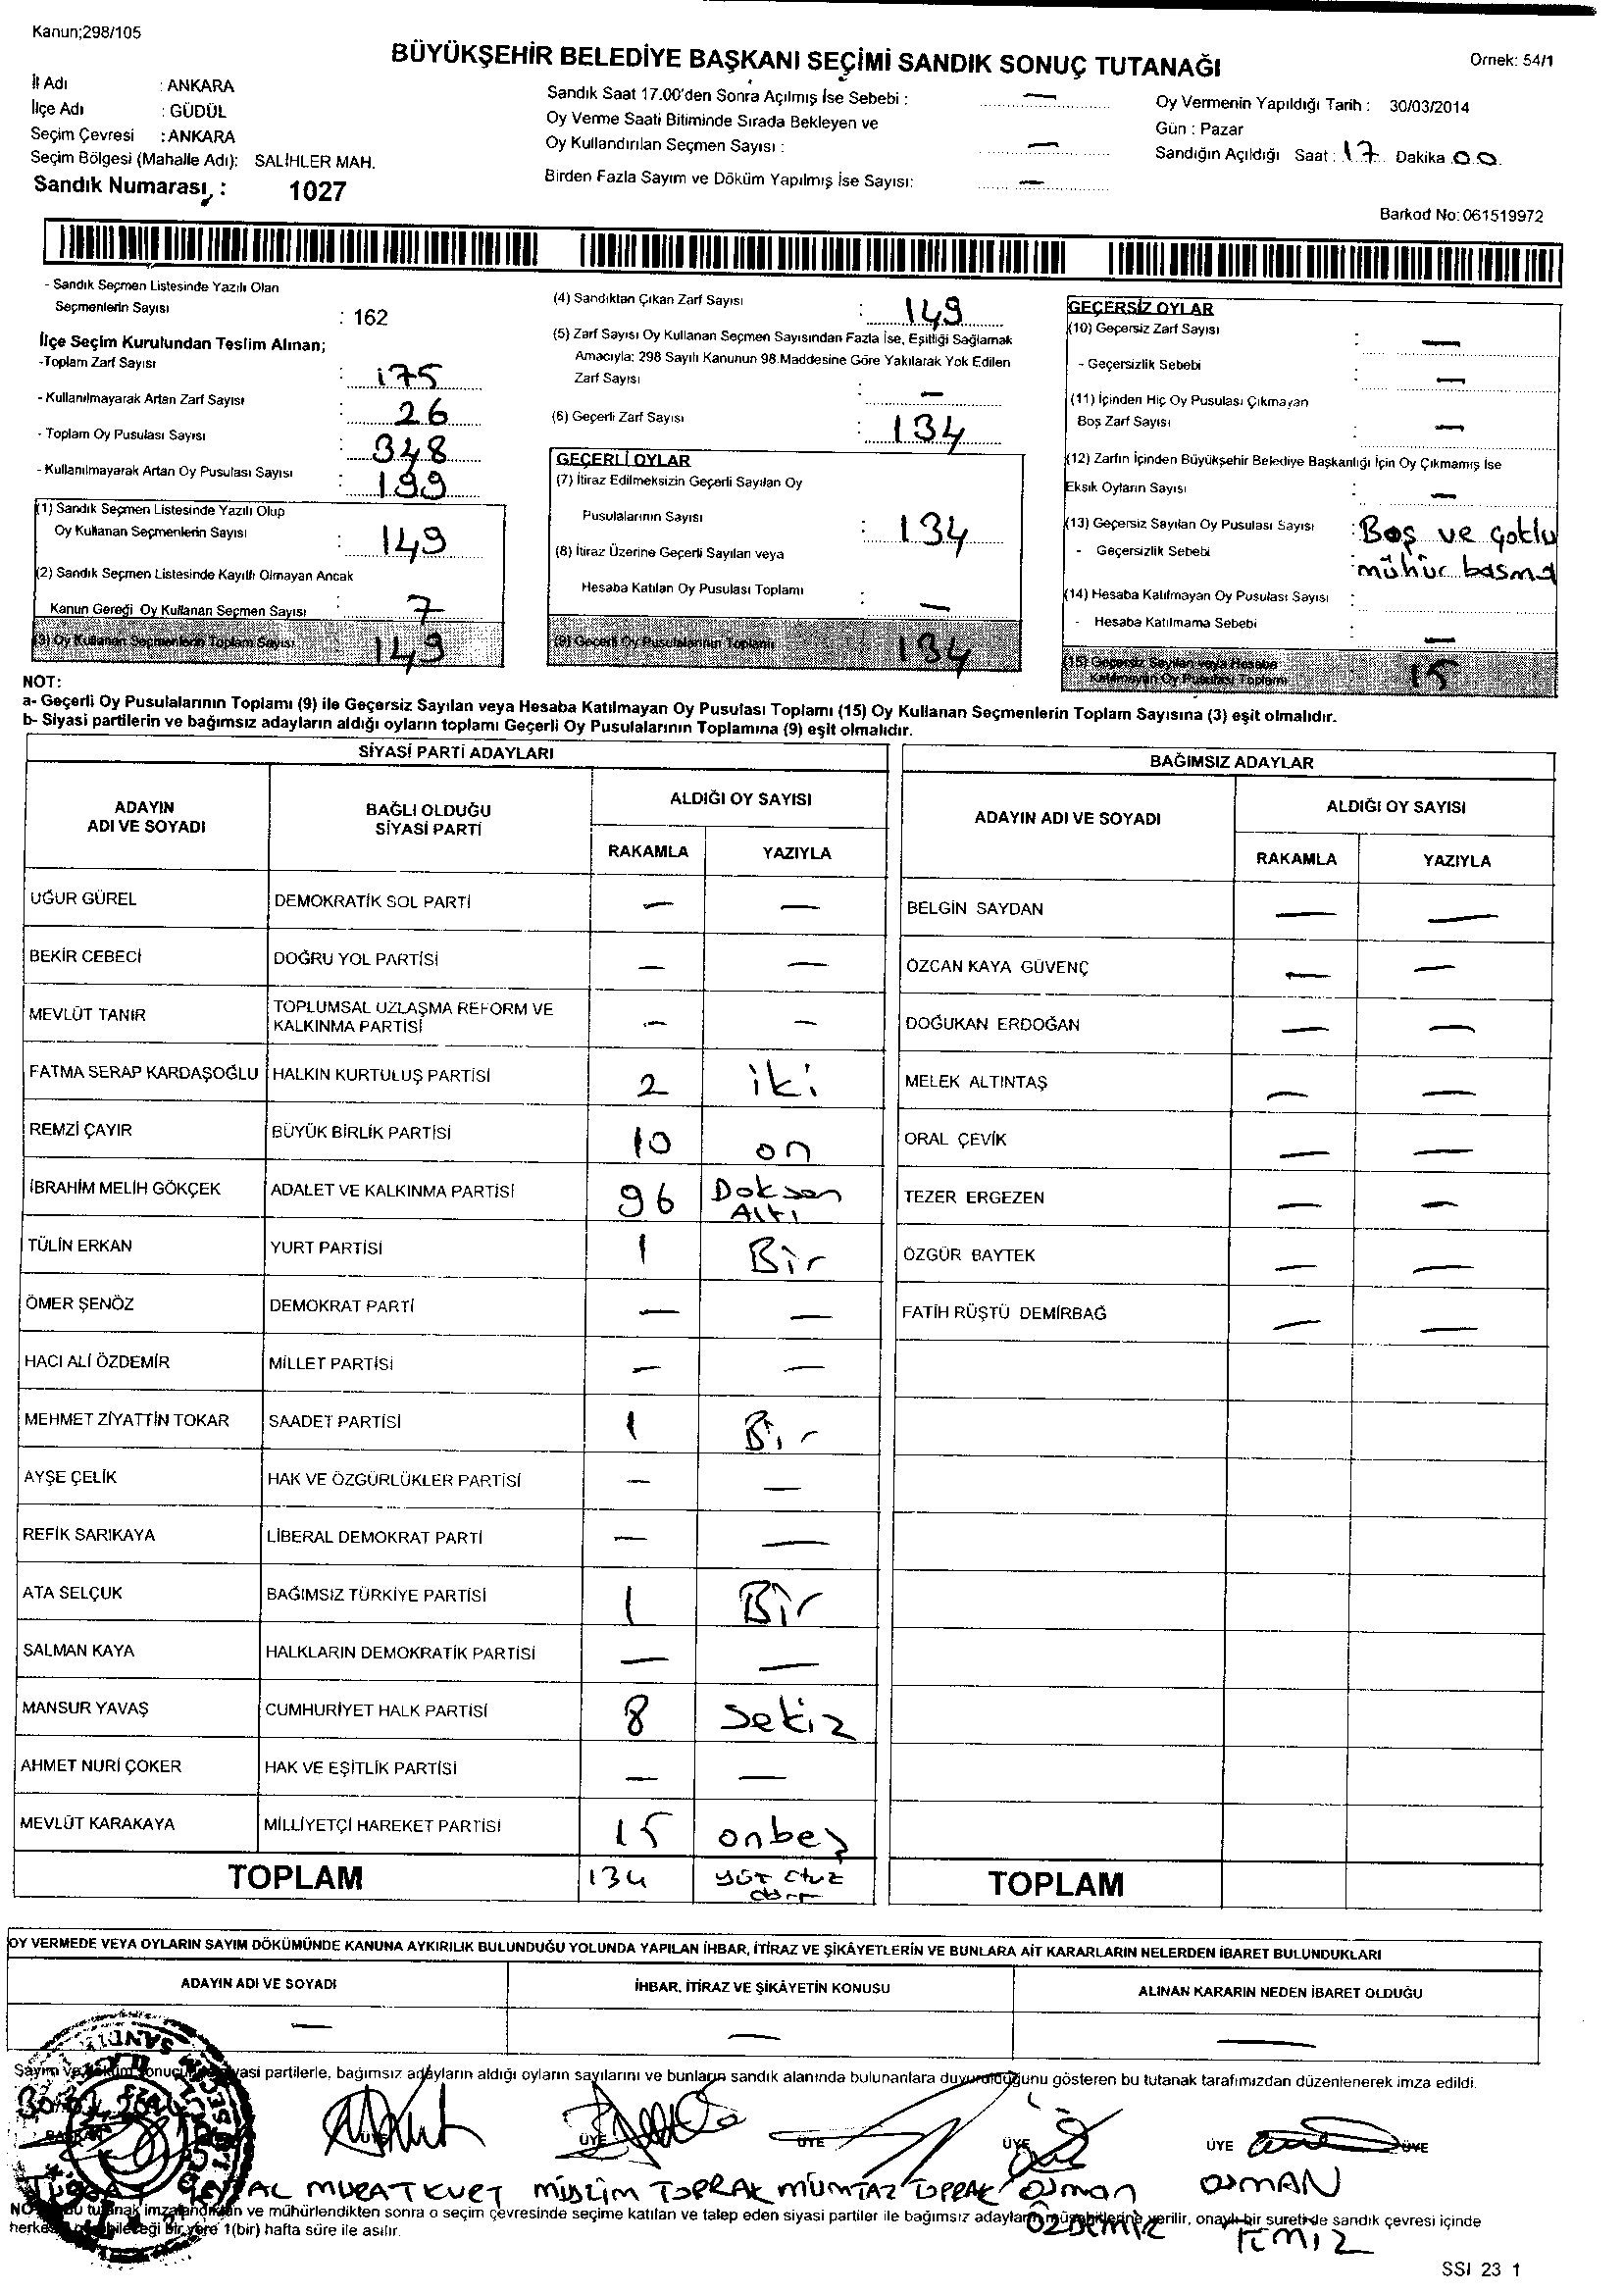 Kanun;298/105
BÜYÜKŞEHİR BELEDİYE BAŞKANI SEÇİMİ SANDIK SONUÇ TUTANAĞI
Ornek: 54/1
İl Adı : ANKARA
İlçe Adı : GÜDÜL
Seçim Çevresi : ANKARA
Seçim Bölgesi (Mahalle Adı): SALİHLER MAH.
Sandık Numarası : 1027
Sandık Saat 17.00'den Sonra Açılmış İse Sebebi : —
Oy Verme Saati Bitiminde Sırada Bekleyen ve
Oy Kullandırılan Seçmen Sayısı : —
Birden Fazla Sayım ve Döküm Yapılmış İse Sayısı: —
Oy Vermenin Yapıldığı Tarih : 30/03/2014
Gün : Pazar
Sandığın Açıldığı Saat : 17 Dakika 00
Barkod No: 061519972
- Sandık Seçmen Listesinde Yazılı Olan
Seçmenlerin Sayısı : 162
İlçe Seçim Kurulundan Teslim Alınan;
-Toplam Zarf Sayısı : 175
- Kullanılmayarak Artan Zarf Sayısı : 26
- Toplam Oy Pusulası Sayısı : 348
- Kullanılmayarak Artan Oy Pusulası Sayısı : 199
(1) Sandık Seçmen Listesinde Yazılı Olup
Oy Kullanan Seçmenlerin Sayısı : 149
(2) Sandık Seçmen Listesinde Kayıtlı Olmayan Ancak
Kanun Gereği Oy Kullanan Seçmen Sayısı : 7
(3) Oy Kullanan Seçmenlerin Toplam Sayısı 149
(4) Sandıktan Çıkan Zarf Sayısı : 149
(5) Zarf Sayısı Oy Kullanan Seçmen Sayısından Fazla İse, Eşitliği Sağlamak
Amacıyla: 298 Sayılı Kanunun 98.Maddesine Göre Yakılarak Yok Edilen
Zarf Sayısı : —
(6) Geçerli Zarf Sayısı : 134
GEÇERLİ OYLAR
(7) İtiraz Edilmeksizin Geçerli Sayılan Oy
Pusulalarının Sayısı : 134
(8) İtiraz Üzerine Geçerli Sayılan veya
Hesaba Katılan Oy Pusulası Toplamı : —
(9) Geçerli Oy Pusulalarının Toplamı 134
GEÇERSİZ OYLAR
(10) Geçersiz Zarf Sayısı : —
- Geçersizlik Sebebi : —
(11) İçinden Hiç Oy Pusulası Çıkmayan
Boş Zarf Sayısı : —
(12) Zarfın İçinden Büyükşehir Belediye Başkanlığı İçin Oy Çıkmamış İse
Eksik Oyların Sayısı : —
(13) Geçersiz Sayılan Oy Pusulası Sayısı : Boş ve çoklu
- Geçersizlik Sebebi : mühür basma
(14) Hesaba Katılmayan Oy Pusulası Sayısı :
- Hesaba Katılmama Sebebi : —
(15) Geçersiz Sayılan veya Hesaba
Katılmayan Oy Pusulası Toplamı 15
NOT:
a- Geçerli Oy Pusulalarının Toplamı (9) ile Geçersiz Sayılan veya Hesaba Katılmayan Oy Pusulası Toplamı (15) Oy Kullanan Seçmenlerin Toplam Sayısına (3) eşit olmalıdır.
b- Siyasi partilerin ve bağımsız adayların aldığı oyların toplamı Geçerli Oy Pusulalarının Toplamına (9) eşit olmalıdır.
SİYASİ PARTİ ADAYLARI
ADAYIN ADI VE SOYADI BAĞLI OLDUĞU SİYASİ PARTİ ALDIĞI OY SAYISI
RAKAMLA YAZIYLA
UĞUR GÜREL DEMOKRATİK SOL PARTİ — —
BEKİR CEBECİ DOĞRU YOL PARTİSİ — —
MEVLÜT TANIR TOPLUMSAL UZLAŞMA REFORM VE KALKINMA PARTİSİ — —
FATMA SERAP KARDAŞOĞLU HALKIN KURTULUŞ PARTİSİ 2 iki
REMZİ ÇAYIR BÜYÜK BİRLİK PARTİSİ 10 on
İBRAHİM MELİH GÖKÇEK ADALET VE KALKINMA PARTİSİ 96 Doksan Altı
TÜLİN ERKAN YURT PARTİSİ 1 Bir
ÖMER ŞENÖZ DEMOKRAT PARTİ — —
HACI ALİ ÖZDEMİR MİLLET PARTİSİ — —
MEHMET ZİYATTİN TOKAR SAADET PARTİSİ 1 Bir
AYŞE ÇELİK HAK VE ÖZGÜRLÜKLER PARTİSİ — —
REFİK SARIKAYA LİBERAL DEMOKRAT PARTİ — —
ATA SELÇUK BAĞIMSIZ TÜRKİYE PARTİSİ 1 Bir
SALMAN KAYA HALKLARIN DEMOKRATİK PARTİSİ — —
MANSUR YAVAŞ CUMHURİYET HALK PARTİSİ 8 sekiz
AHMET NURİ ÇOKER HAK VE EŞİTLİK PARTİSİ — —
MEVLÜT KARAKAYA MİLLİYETÇİ HAREKET PARTİSİ 15 onbeş
TOPLAM 134 yüz otuz dört
BAĞIMSIZ ADAYLAR
ADAYIN ADI VE SOYADI ALDIĞI OY SAYISI
RAKAMLA YAZIYLA
BELGİN SAYDAN — —
ÖZCAN KAYA GÜVENÇ — —
DOĞUKAN ERDOĞAN — —
MELEK ALTINTAŞ — —
ORAL ÇEVİK — —
TEZER ERGEZEN — —
ÖZGÜR BAYTEK — —
FATİH RÜŞTÜ DEMİRBAĞ — —
TOPLAM
OY VERMEDE VEYA OYLARIN SAYIM DÖKÜMÜNDE KANUNA AYKIRILIK BULUNDUĞU YOLUNDA YAPILAN İHBAR, İTİRAZ VE ŞİKÂYETLERİN VE BUNLARA AİT KARARLARIN NELERDEN İBARET BULUNDUKLARI
ADAYIN ADI VE SOYADI İHBAR, İTİRAZ VE ŞİKÂYETİN KONUSU ALINAN KARARIN NEDEN İBARET OLDUĞU
— — —
Sayım ve partilerle, bağımsız adayların aldığı oyların sayılarını ve bunların sandık alanında bulunanlara duyurulduğunu gösteren bu tutanak tarafımızdan düzenlenerek imza edildi.
ÜYE ÜYE ÜYE ÜYE ÜYE ÜYE
MURAT KURT MÜSLİM TOPRAK MÜMTAZ TOPRAK Osman ÖZDEMİR OSMAN TEMİZ
tutanak imzalandıktan ve mühürlendikten sonra o seçim çevresinde seçime katılan ve talep eden siyasi partiler ile bağımsız adayların müşahitlerine verilir, onaylı bir sureti de sandık çevresi içinde
bir yere 1(bir) hafta süre ile asılır.
SSI 23 1